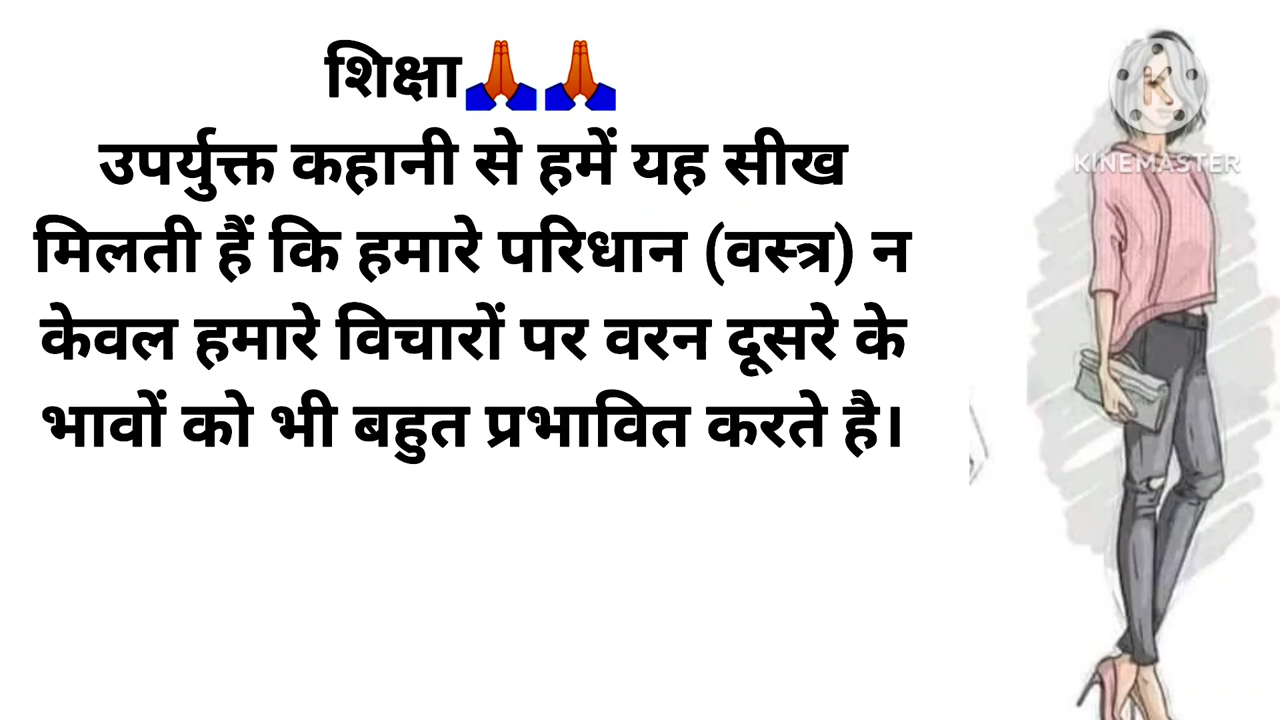 शिक्षा🙏🙏
उपर्युक्त कहानी से हमें यह सीख
मिलती हैं कि हमारे परिधान (वस्त्र) न
केवल हमारे विचारों पर वरन दूसरे के
भावों को भी बहुत प्रभावित करते है।
K
KINEMASTER